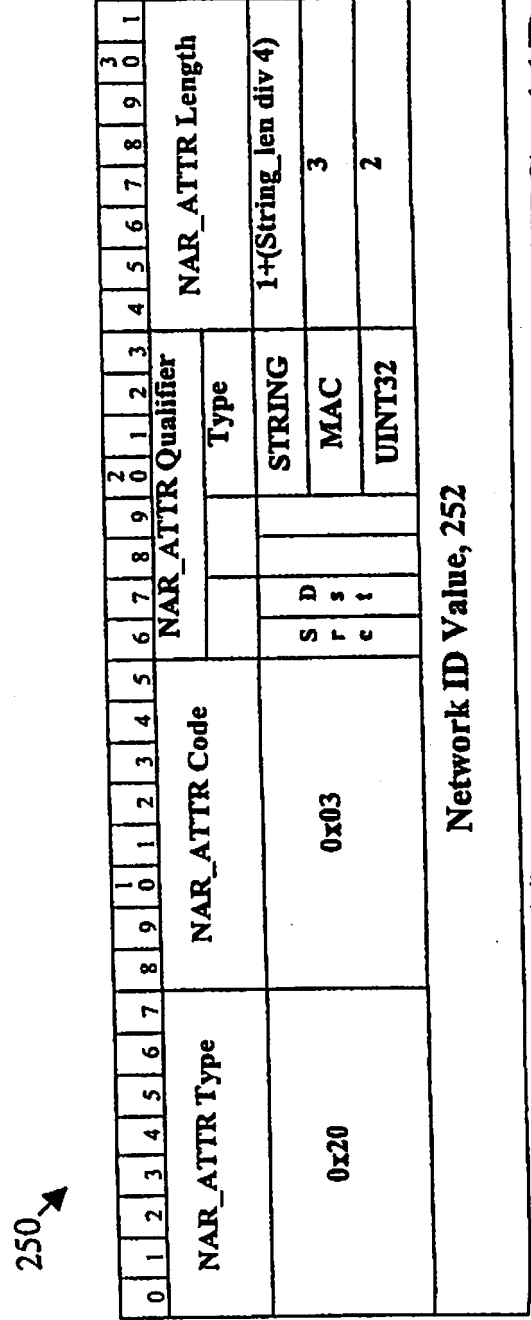 250
1 2 3
0 1 2 3 4 5 6 7 8 9 0 1 2 3 4 5 6 7 8 9 0 1 2 3 4 5 6 7 8 9 0 1
NAR_ATTR Type NAR_ATTR Code NAR_ATTR Qualifier NAR_ATTR Length
Type
0x20 0x03 Src Dst STRING 1+(String_len div 4)
MAC 3
UINT32 2
Network ID Value, 252